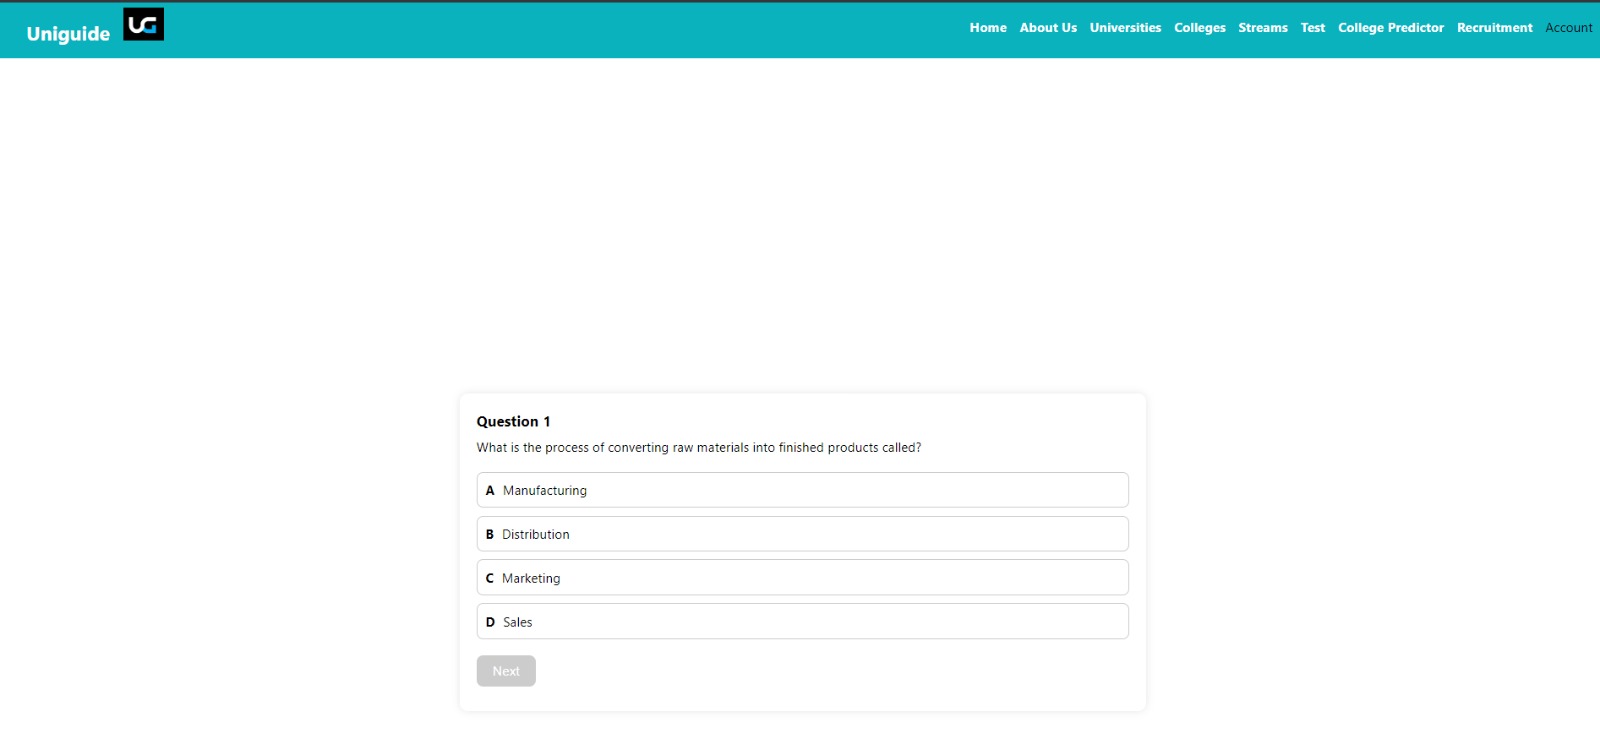 Uniguide UG
Home About Us Universities Colleges Streams Test College Predictor Recruitment Account
Question 1
What is the process of converting raw materials into finished products called?
A Manufacturing
B Distribution
C Marketing
D Sales
Next